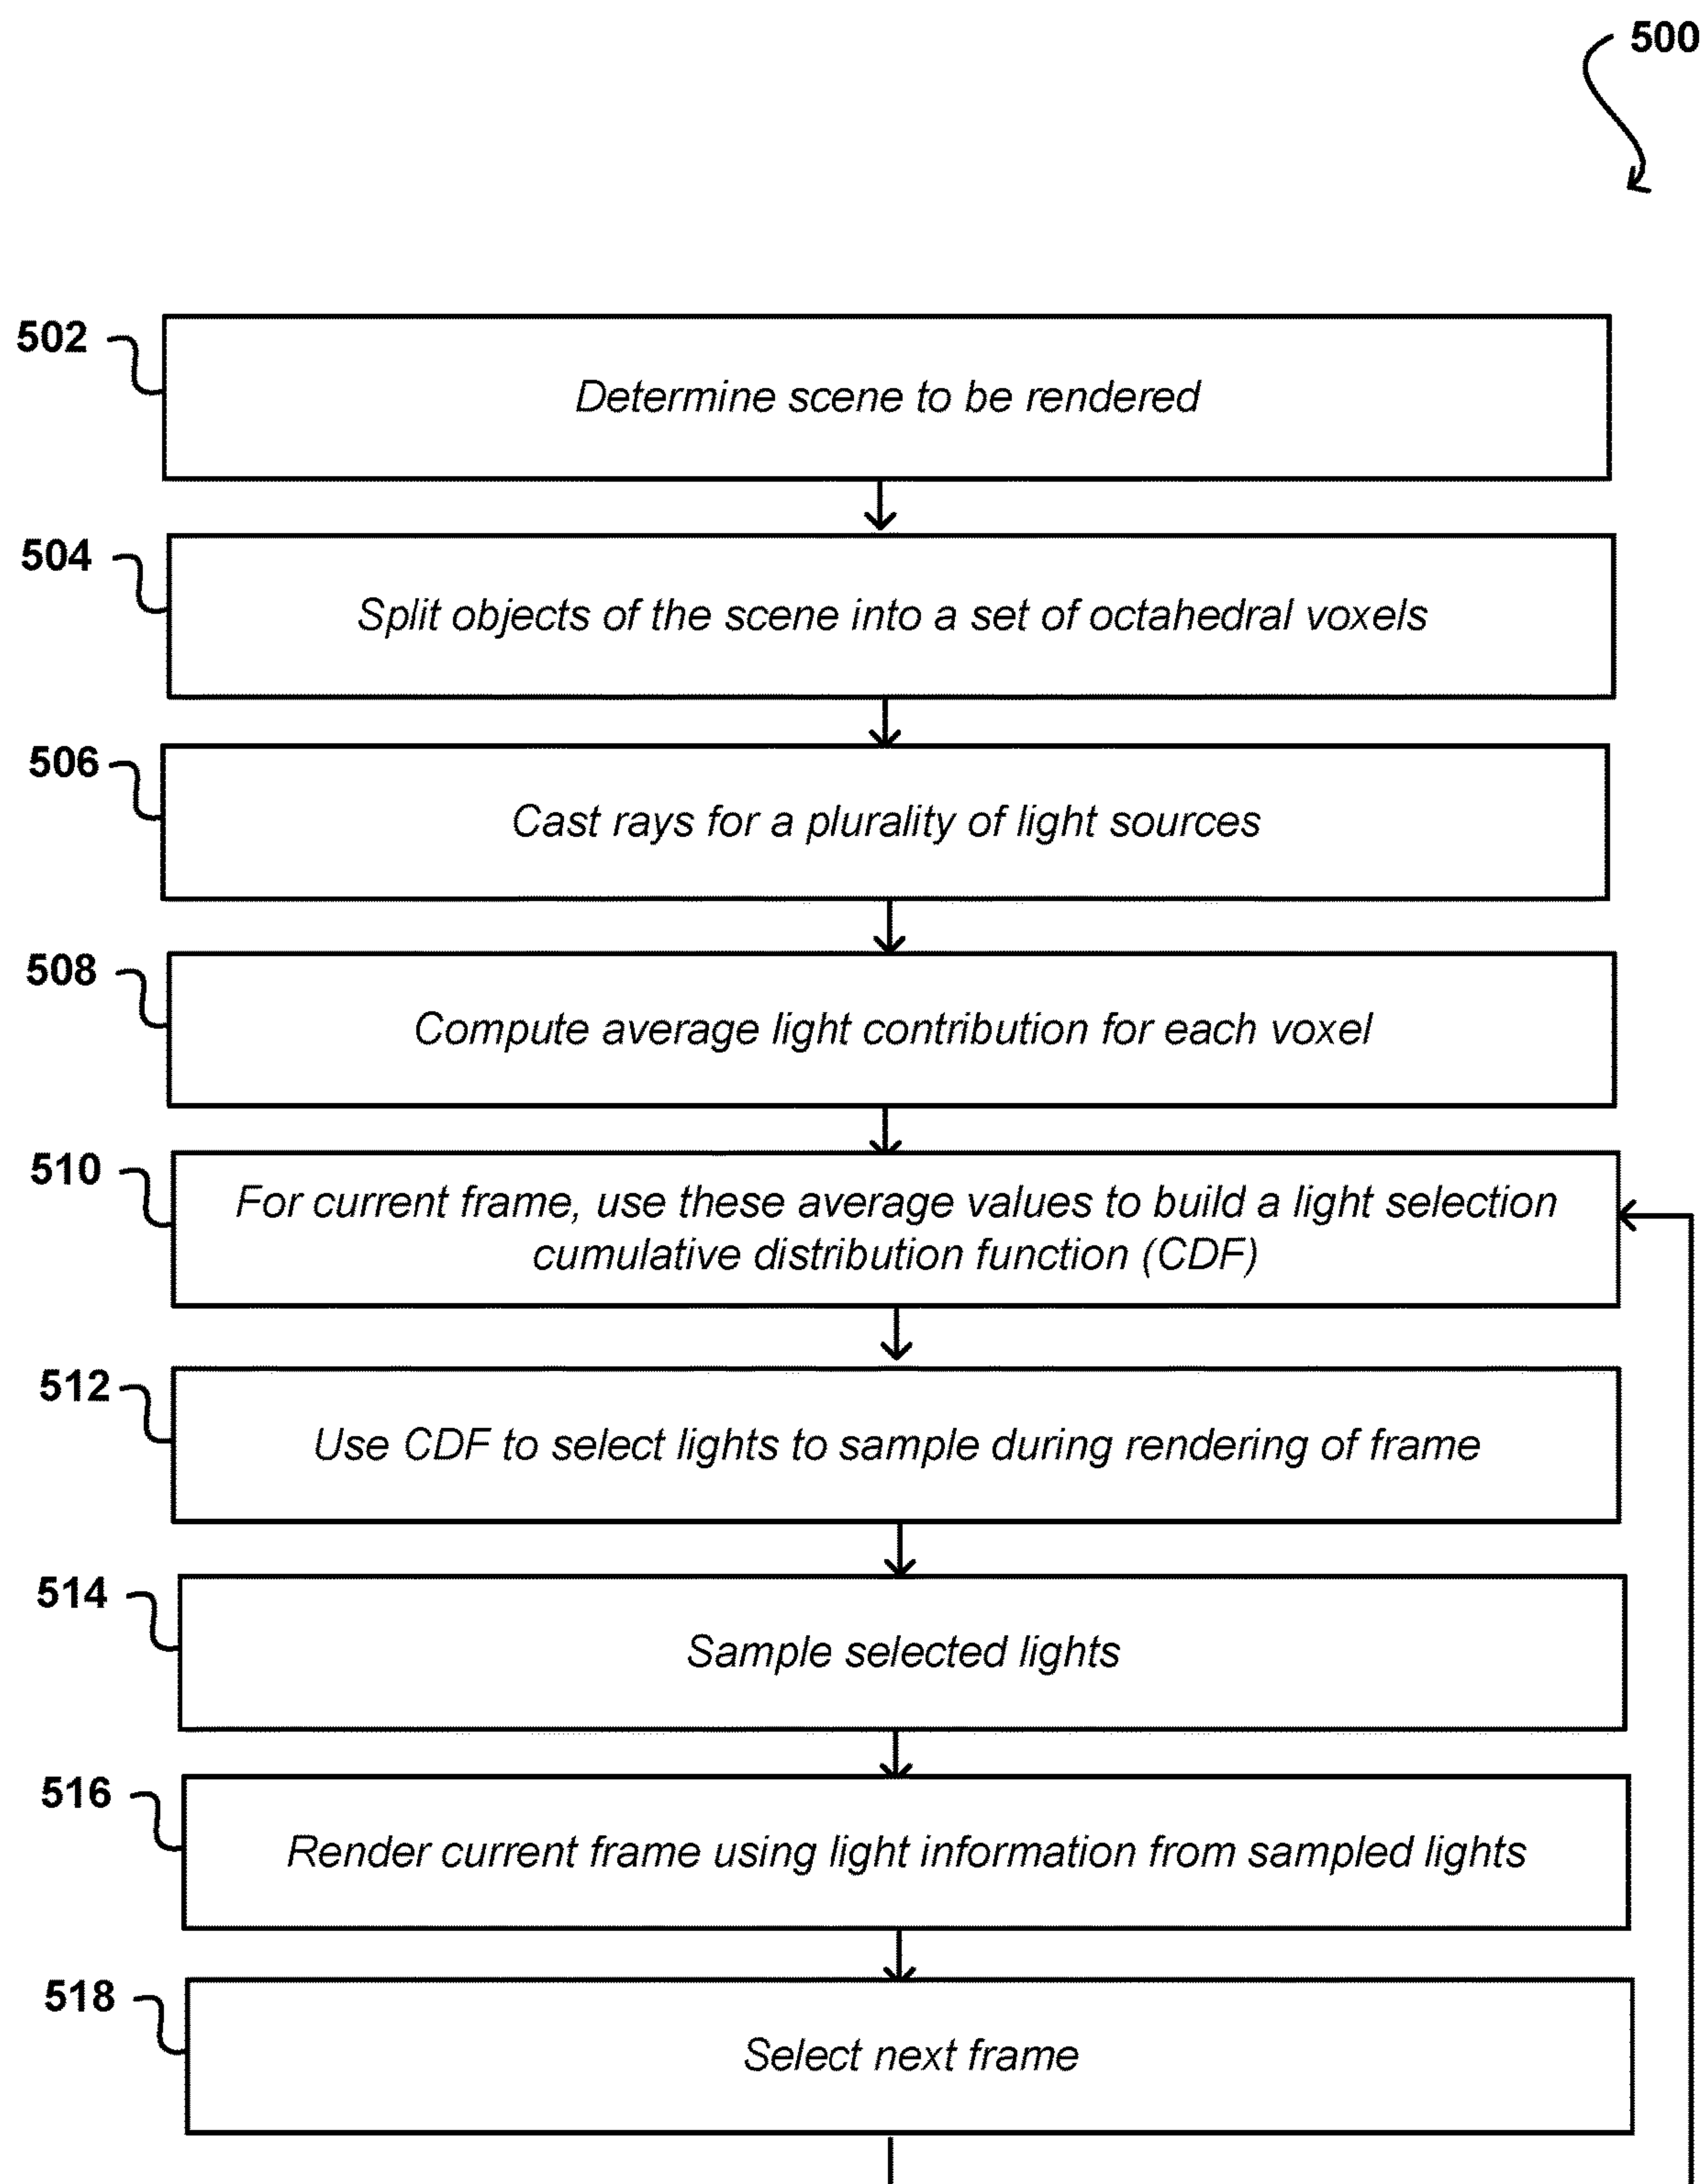 500
502
Determine scene to be rendered
504
Split objects of the scene into a set of octahedral voxels
506
Cast rays for a plurality of light sources
508
Compute average light contribution for each voxel
510
For current frame, use these average values to build a light selection
cumulative distribution function (CDF)
512
Use CDF to select lights to sample during rendering of frame
514
Sample selected lights
516
Render current frame using light information from sampled lights
518
Select next frame